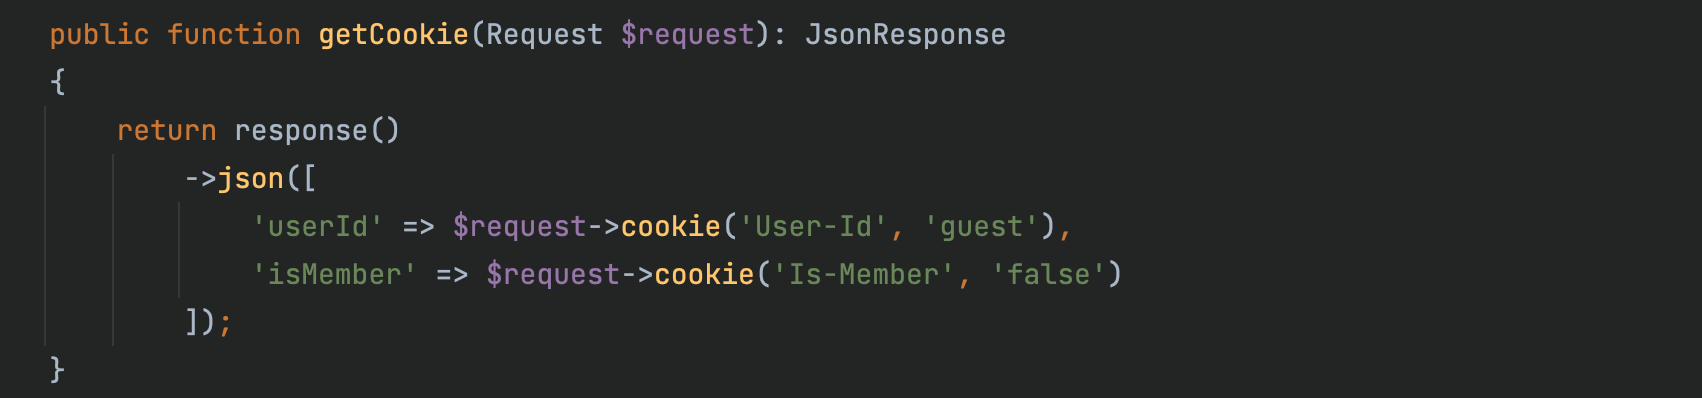 public function getCookie(Request $request): JsonResponse
{
    return response()
        ->json([
            'userId' => $request->cookie('User-Id', 'guest'),
            'isMember' => $request->cookie('Is-Member', 'false')
        ]);
}